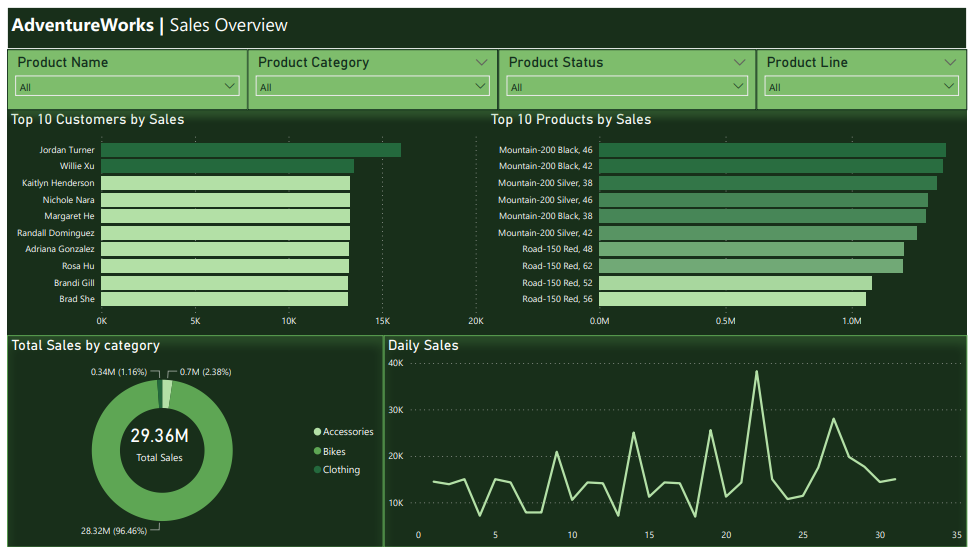 AdventureWorks | Sales Overview
Product Name
Product Category
Product Status
Product Line
All
All
All
All
Top 10 Customers by Sales
Jordan Turner
Willie Xu
Kaitlyn Henderson
Nichole Nara
Margaret He
Randall Dominguez
Adriana Gonzalez
Rosa Hu
Brandi Gill
Brad She
0K 5K 10K 15K 20K
Top 10 Products by Sales
Mountain-200 Black, 46
Mountain-200 Black, 42
Mountain-200 Silver, 38
Mountain-200 Silver, 46
Mountain-200 Black, 38
Mountain-200 Silver, 42
Road-150 Red, 48
Road-150 Red, 62
Road-150 Red, 52
Road-150 Red, 56
0.0M 0.5M 1.0M
Total Sales by category
0.34M (1.16%)
0.7M (2.38%)
29.36M
Total Sales
28.32M (96.46%)
Accessories
Bikes
Clothing
Daily Sales
40K
30K
20K
10K
0 5 10 15 20 25 30 35